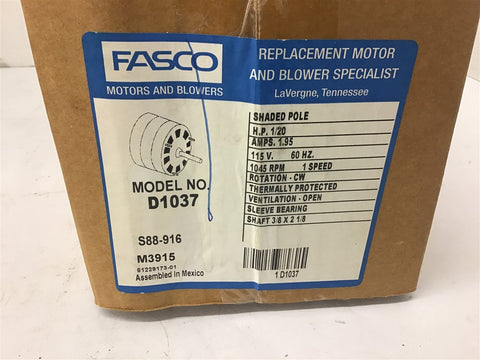 FASCO
MOTORS AND BLOWERS
REPLACEMENT MOTOR
AND BLOWER SPECIALIST
LaVergne, Tennessee
MODEL NO.
D1037
S88-916
M3915
61228173-01
Assembled In Mexico
SHADED POLE
H.P. 1/20
AMPS. 1.95
115 V. 60 HZ.
1045 RPM 1 SPEED
ROTATION - CW
THERMALLY PROTECTED
VENTILATION - OPEN
SLEEVE BEARING
SHAFT 3/8 X 2 1/8
1 D1037